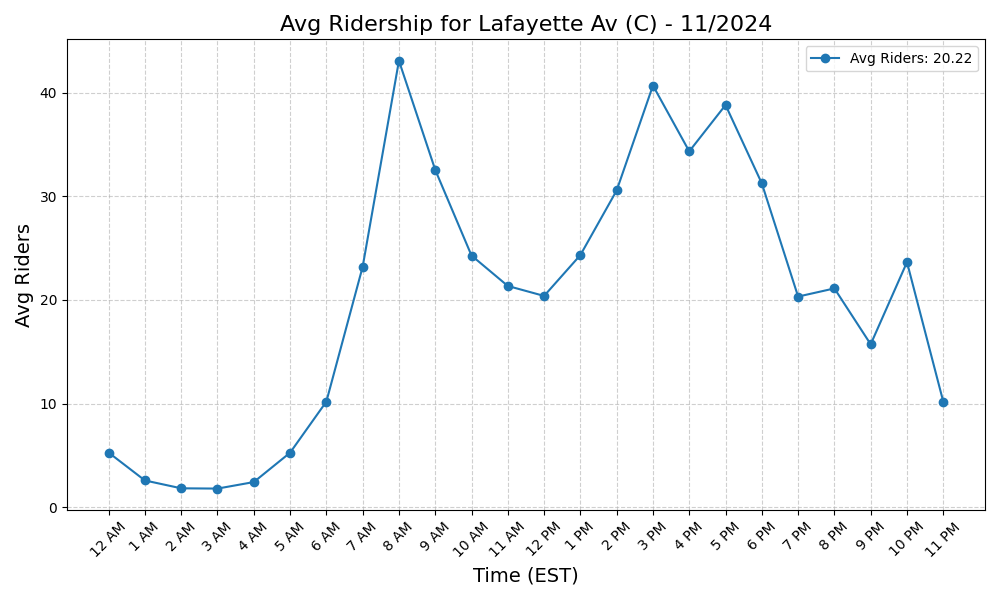 Avg Ridership for Lafayette Av (C) - 11/2024
Avg Riders: 20.22
Avg Riders
40
30
20
10
0
12 AM
1 AM
2 AM
3 AM
4 AM
5 AM
6 AM
7 AM
8 AM
9 AM
10 AM
11 AM
12 PM
1 PM
2 PM
3 PM
4 PM
5 PM
6 PM
7 PM
8 PM
9 PM
10 PM
11 PM
Time (EST)